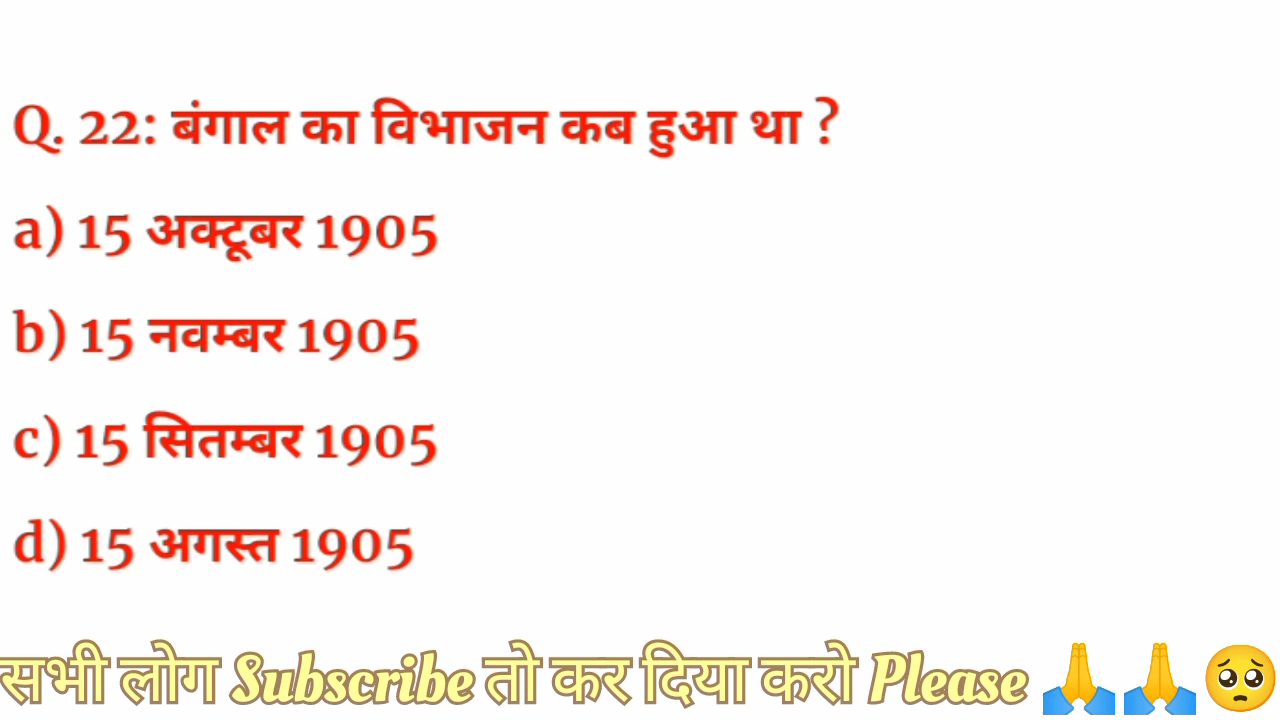 Q. 22: बंगाल का विभाजन कब हुआ था ?
a) 15 अक्टूबर 1905
b) 15 नवम्बर 1905
c) 15 सितम्बर 1905
d) 15 अगस्त 1905
सभी लोग Subscribe तो कर दिया करो Please 🙏 🙏 🥺